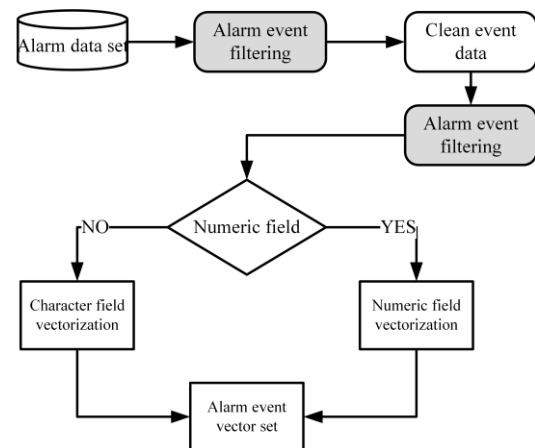 Alarm data set
Alarm event
filtering
Clean event
data
Alarm event
filtering
Numeric field
NO
YES
Character field
vectorization
Numeric field
vectorization
Alarm event
vector set